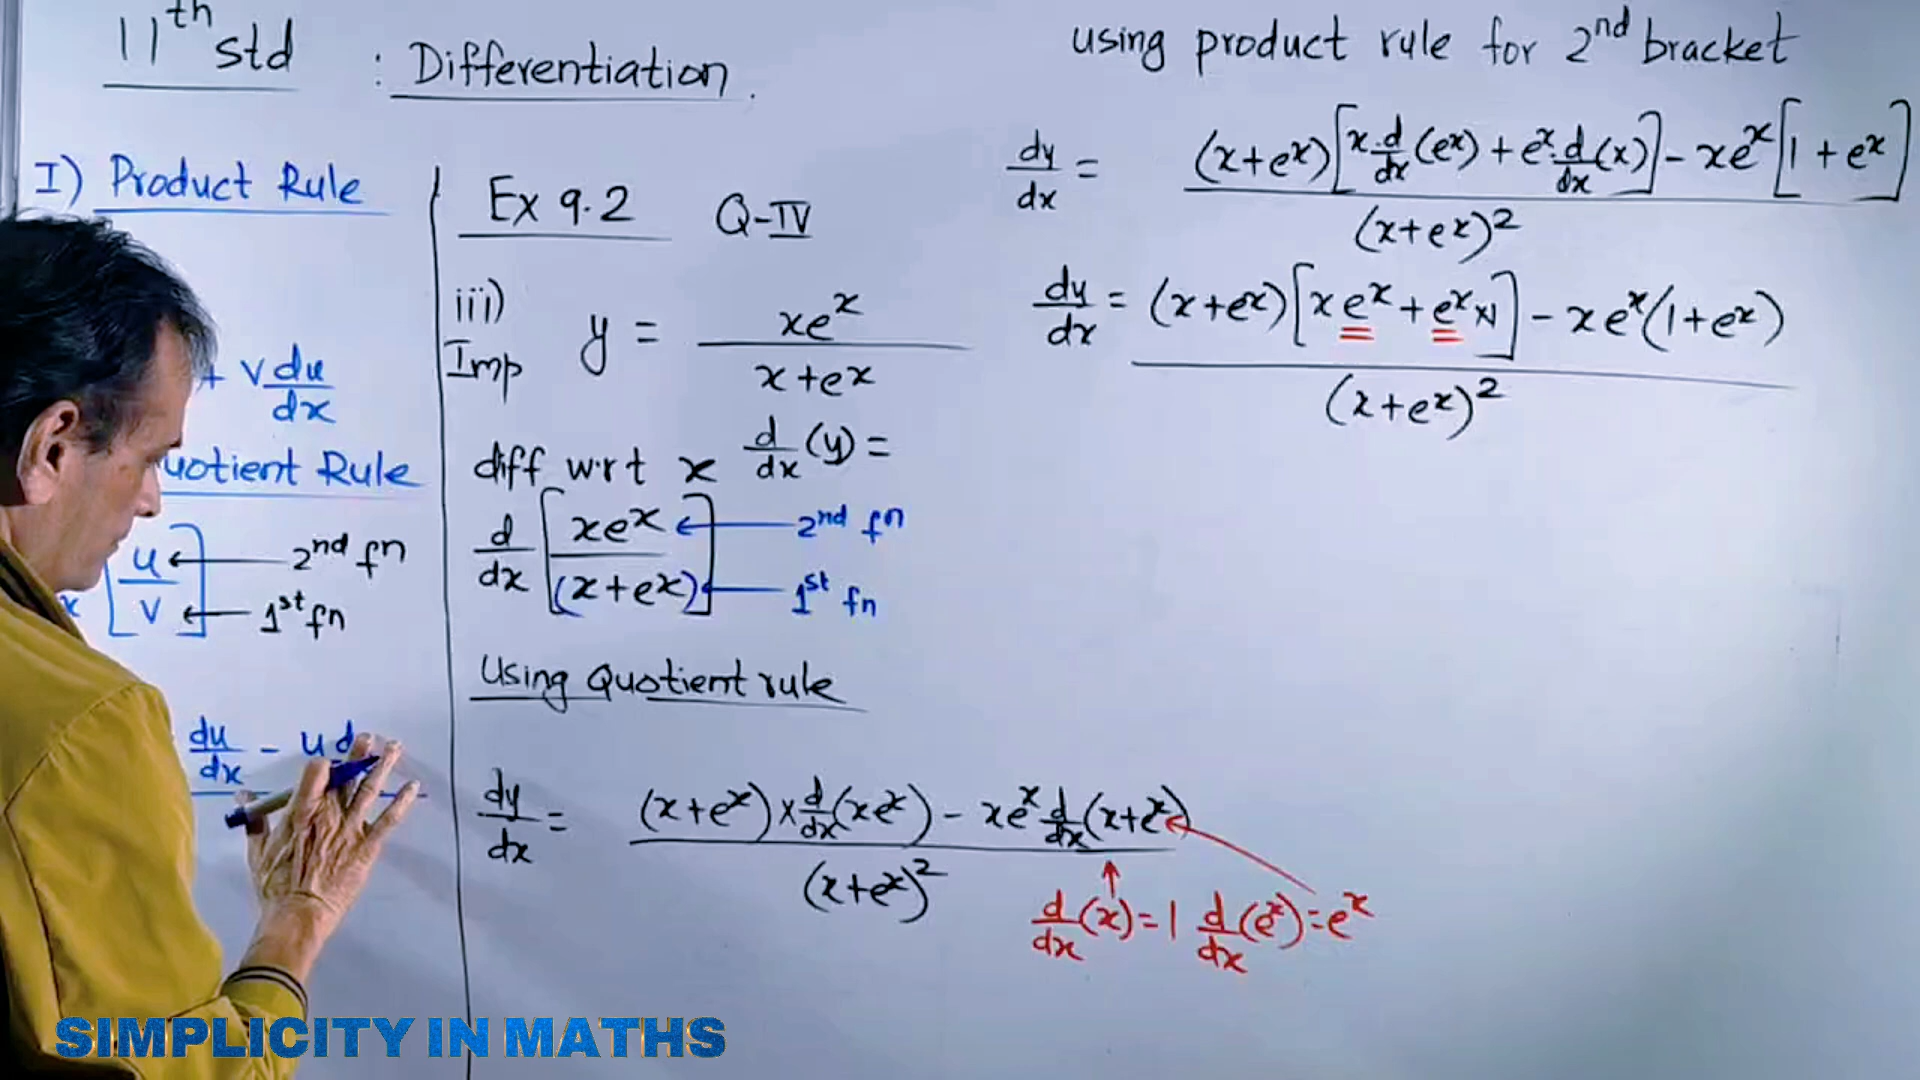 11th std : Differentiation.
I) Product Rule
+ v du/dx
uotient Rule
u/v
2nd fn
1st fn
du/dx - u d
Ex 9.2 Q-IV
iii) Imp y = xe^x / x+e^x
diff w.r.t x d/dx (y) =
d/dx [xe^x / (x+e^x)]
2nd fn
1st fn
Using Quotient rule
dy/dx = (x+e^x) × d/dx (xe^x) - xe^x d/dx (x+e^x) / (x+e^x)^2
d/dx (x) = 1 d/dx (e^x) = e^x
using product rule for 2nd bracket
dy/dx = (x+e^x) [x.d/dx (e^x) + e^x.d/dx (x)] - xe^x [1 + e^x] / (x+e^x)^2
dy/dx = (x+e^x) [x e^x + e^x × 1] - x e^x (1+e^x) / (x+e^x)^2
SIMPLICITY IN MATHS